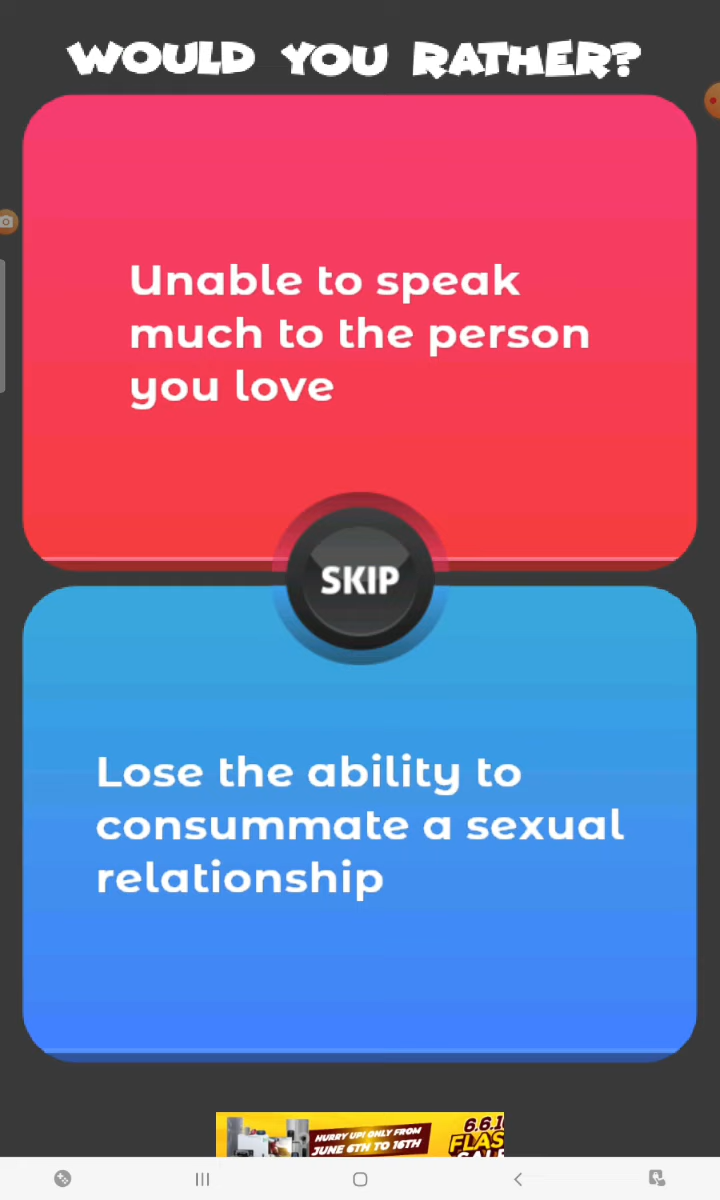 WOULD YOU RATHER?
Unable to speak
much to the person
you love
SKIP
Lose the ability to
consummate a sexual
relationship
HURRY UP! ONLY FROM
JUNE 6TH TO 16TH